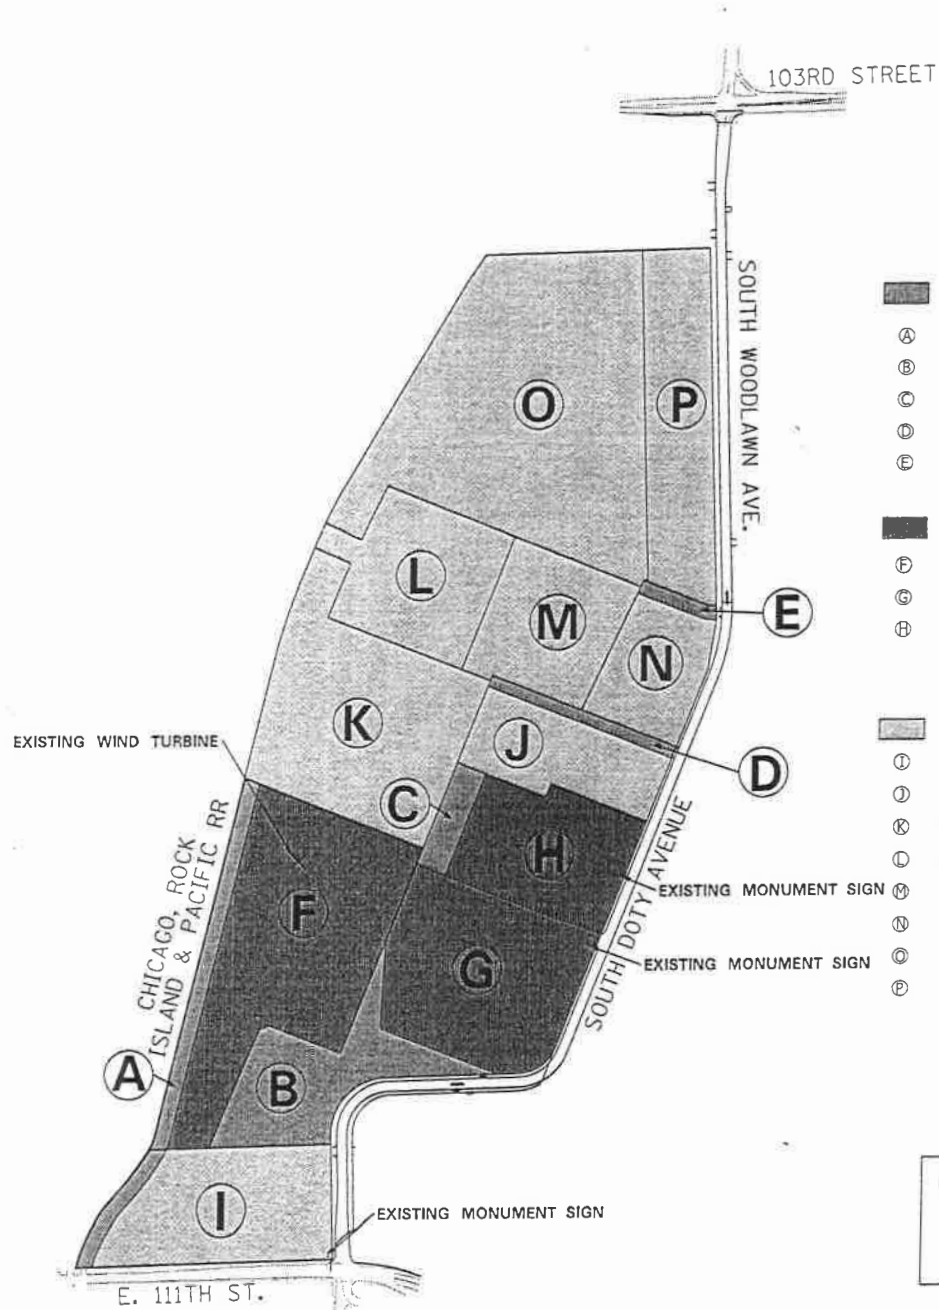 103RD STREET
SOUTH WOODLAWN AVE.
O
P
L
M
E
N
K
J
EXISTING WIND TURBINE
D
C
H
CHICAGO, ROCK
ISLAND & PACIFIC RR
F
SOUTH DOTY AVENUE
EXISTING MONUMENT SIGN
G
EXISTING MONUMENT SIGN
A
B
I
EXISTING MONUMENT SIGN
E. 111TH ST.
A
B
C
D
E
F
G
H
I
J
K
L
M
N
O
P